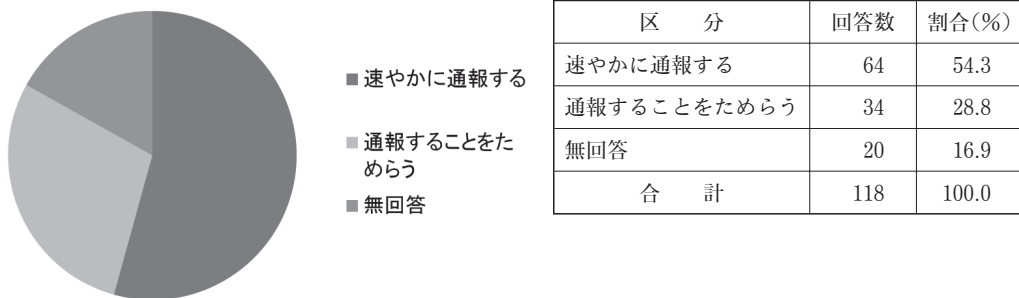 ■速やかに通報する
■通報することをた
めらう
■無回答
区　分 回答数 割合(%)
速やかに通報する 64 54.3
通報することをためらう 34 28.8
無回答 20 16.9
合　計 118 100.0